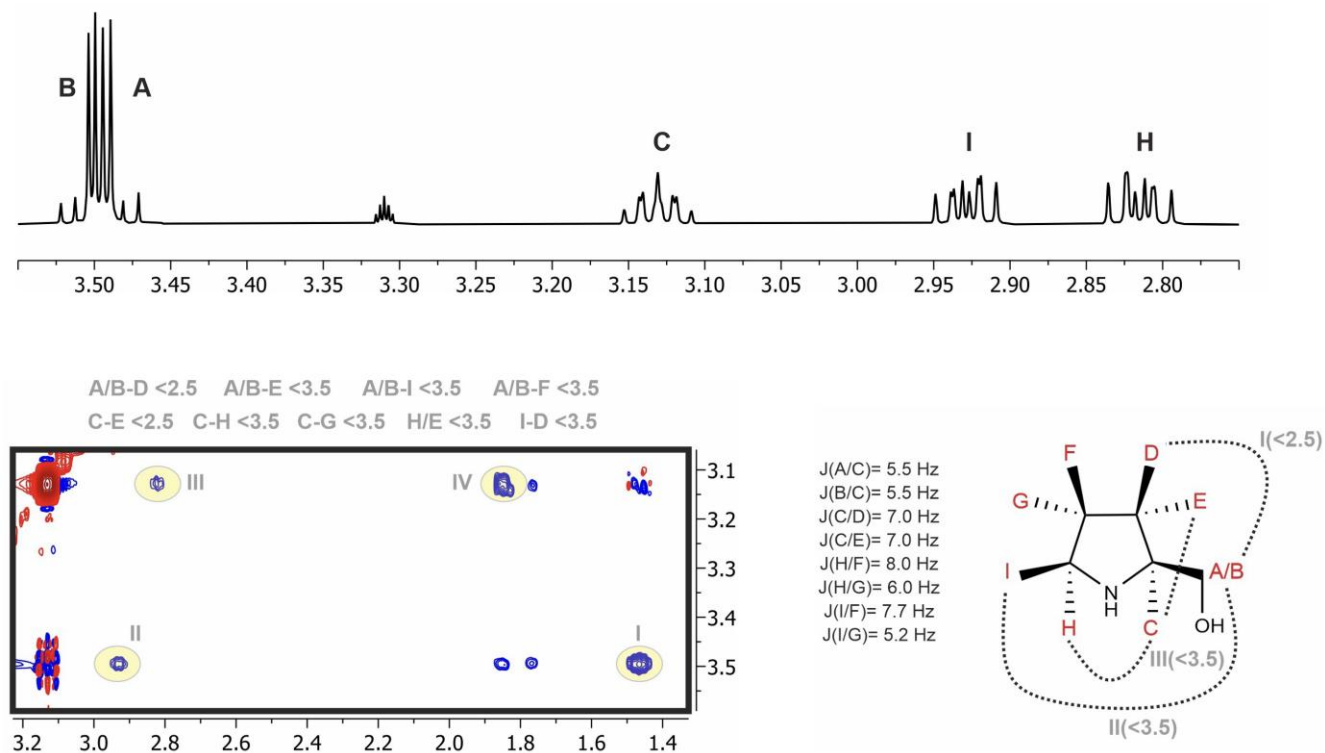 B A C I H
3.50 3.45 3.40 3.35 3.30 3.25 3.20 3.15 3.10 3.05 3.00 2.95 2.90 2.85 2.80
A/B-D <2.5 A/B-E <3.5 A/B-I <3.5 A/B-F <3.5
C-E <2.5 C-H <3.5 C-G <3.5 H/E <3.5 I-D <3.5
III IV
II I
3.1
3.2
3.3
3.4
3.5
3.2 3.0 2.8 2.6 2.4 2.2 2.0 1.8 1.6 1.4
J(A/C)= 5.5 Hz
J(B/C)= 5.5 Hz
J(C/D)= 7.0 Hz
J(C/E)= 7.0 Hz
J(H/F)= 8.0 Hz
J(H/G)= 6.0 Hz
J(I/F)= 7.7 Hz
J(I/G)= 5.2 Hz
I(<2.5)
F D
G E
I A/B
N
H
H C OH
III(<3.5)
II(<3.5)